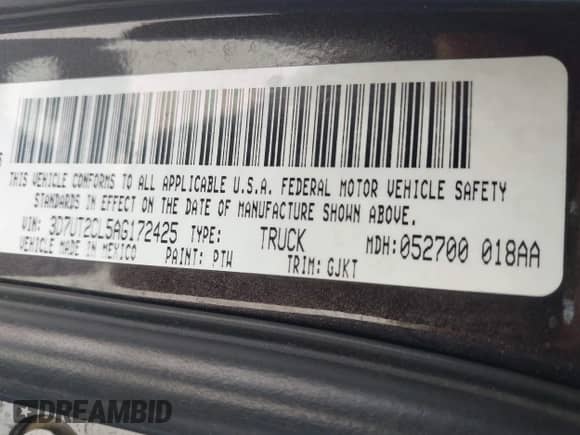 THIS VEHICLE CONFORMS TO ALL APPLICABLE U.S.A. FEDERAL MOTOR VEHICLE SAFETY
STANDARDS IN EFFECT ON THE DATE OF MANUFACTURE SHOWN ABOVE.
VIN: 3D7UT2CL5AG172425 TYPE: TRUCK MDH:052700 018AA
VEHICLE MADE IN MEXICO PAINT: PTW TRIM: GJKT
DREAMBID